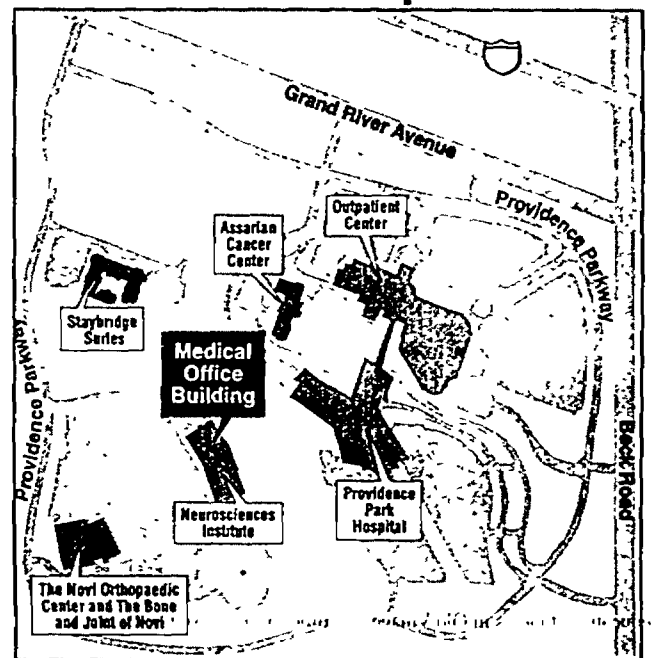 Grand River Avenue
Providence Parkway
Outpatient
Center
Assarian
Cancer
Center
Staybridge
Suries
Medical
Office
Building
Providence Parkway
Beck Road
Providence
Park
Hospital
Neurosciences
Institute
The Novi Orthopaedic
Center and The Bone
and Joint of Novi